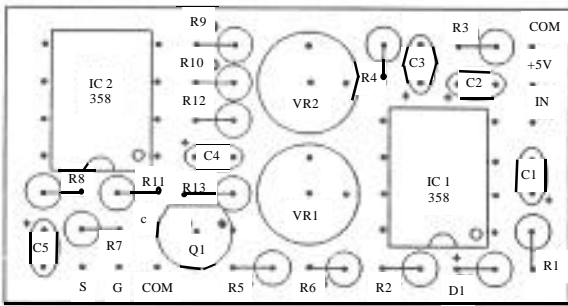 R9
R3
COM
R10
R4
C3
+5V
IC 2
358
R12
VR2
C2
IN
C4
IC 1
358
C1
R8
R11
R13
VR1
c
Q1
C5
R7
S
G
COM
R5
R6
R2
D1
R1